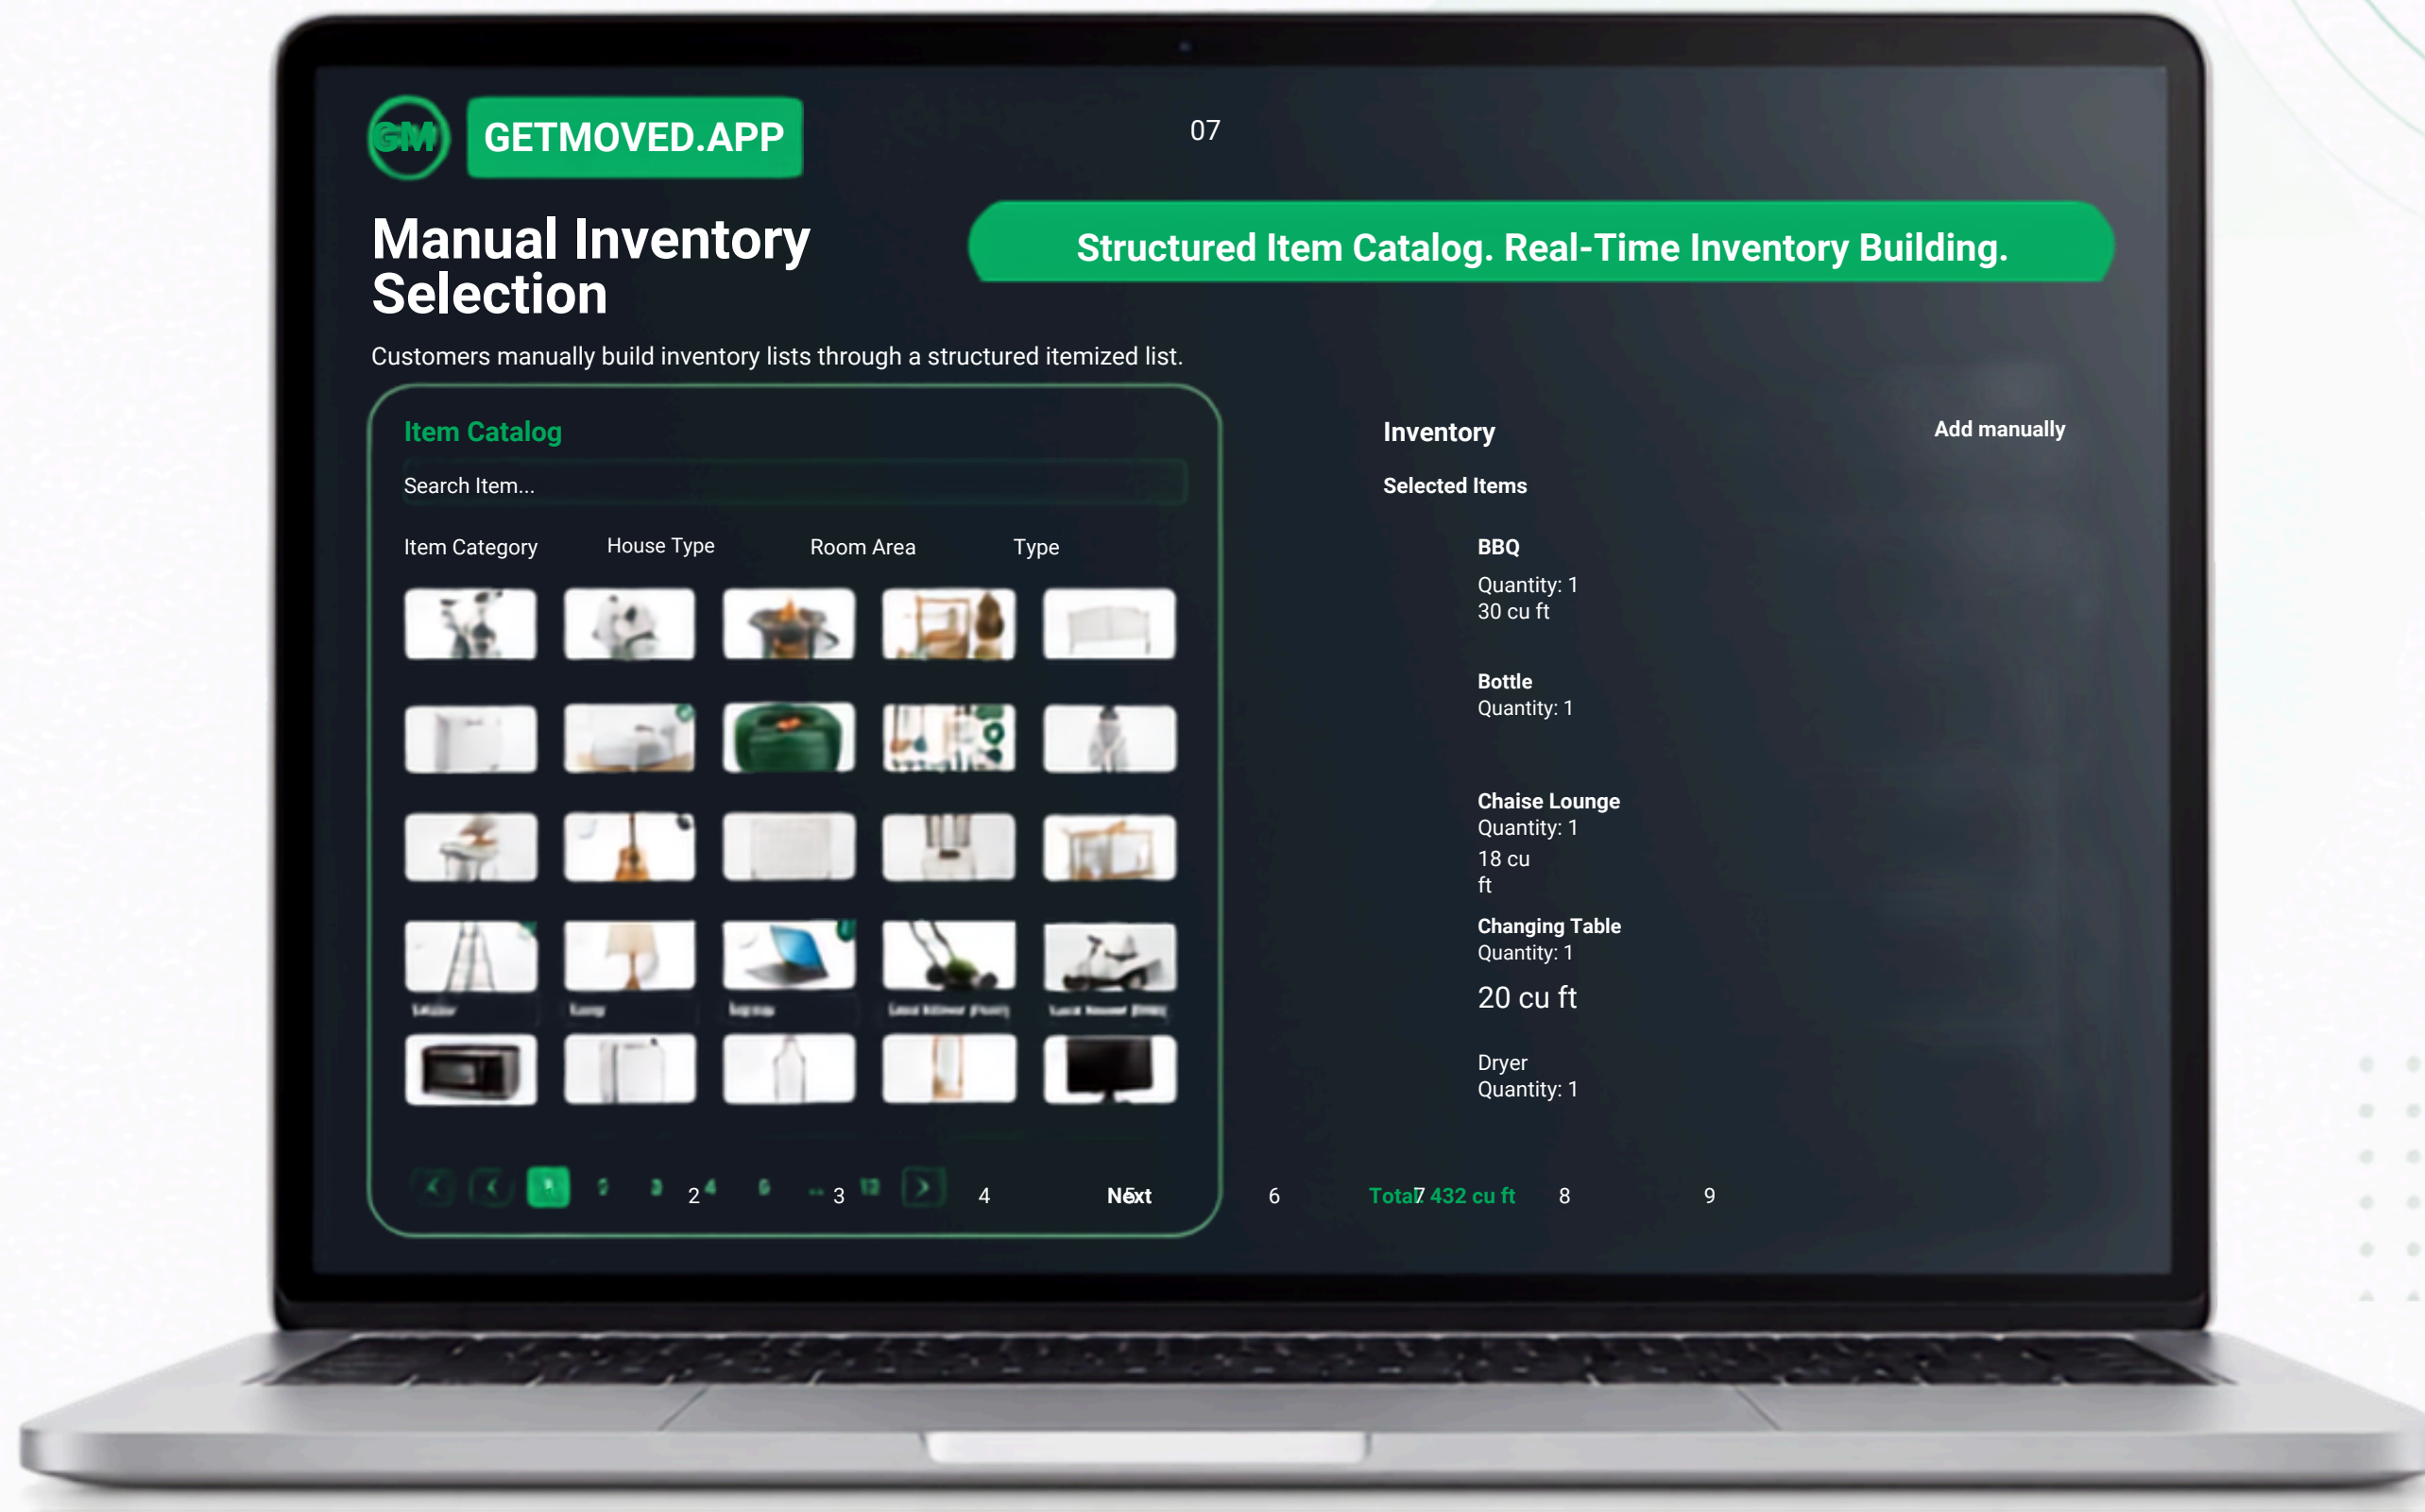 GM
GETMOVED.APP
07
Manual Inventory
Selection
Structured Item Catalog. Real-Time Inventory Building.
Customers manually build inventory lists through a structured itemized list.
Item Catalog
Search Item...
Item Category
House Type
Room Area
Type
Inventory
Add manually
Selected Items
BBQ
Quantity: 1
30 cu ft
Bottle
Quantity: 1
Chaise Lounge
Quantity: 1
18 cu
ft
Changing Table
Quantity: 1
20 cu ft
Dryer
Quantity: 1
2 3 4 5 6 7 8 9
Next
Total: 432 cu ft